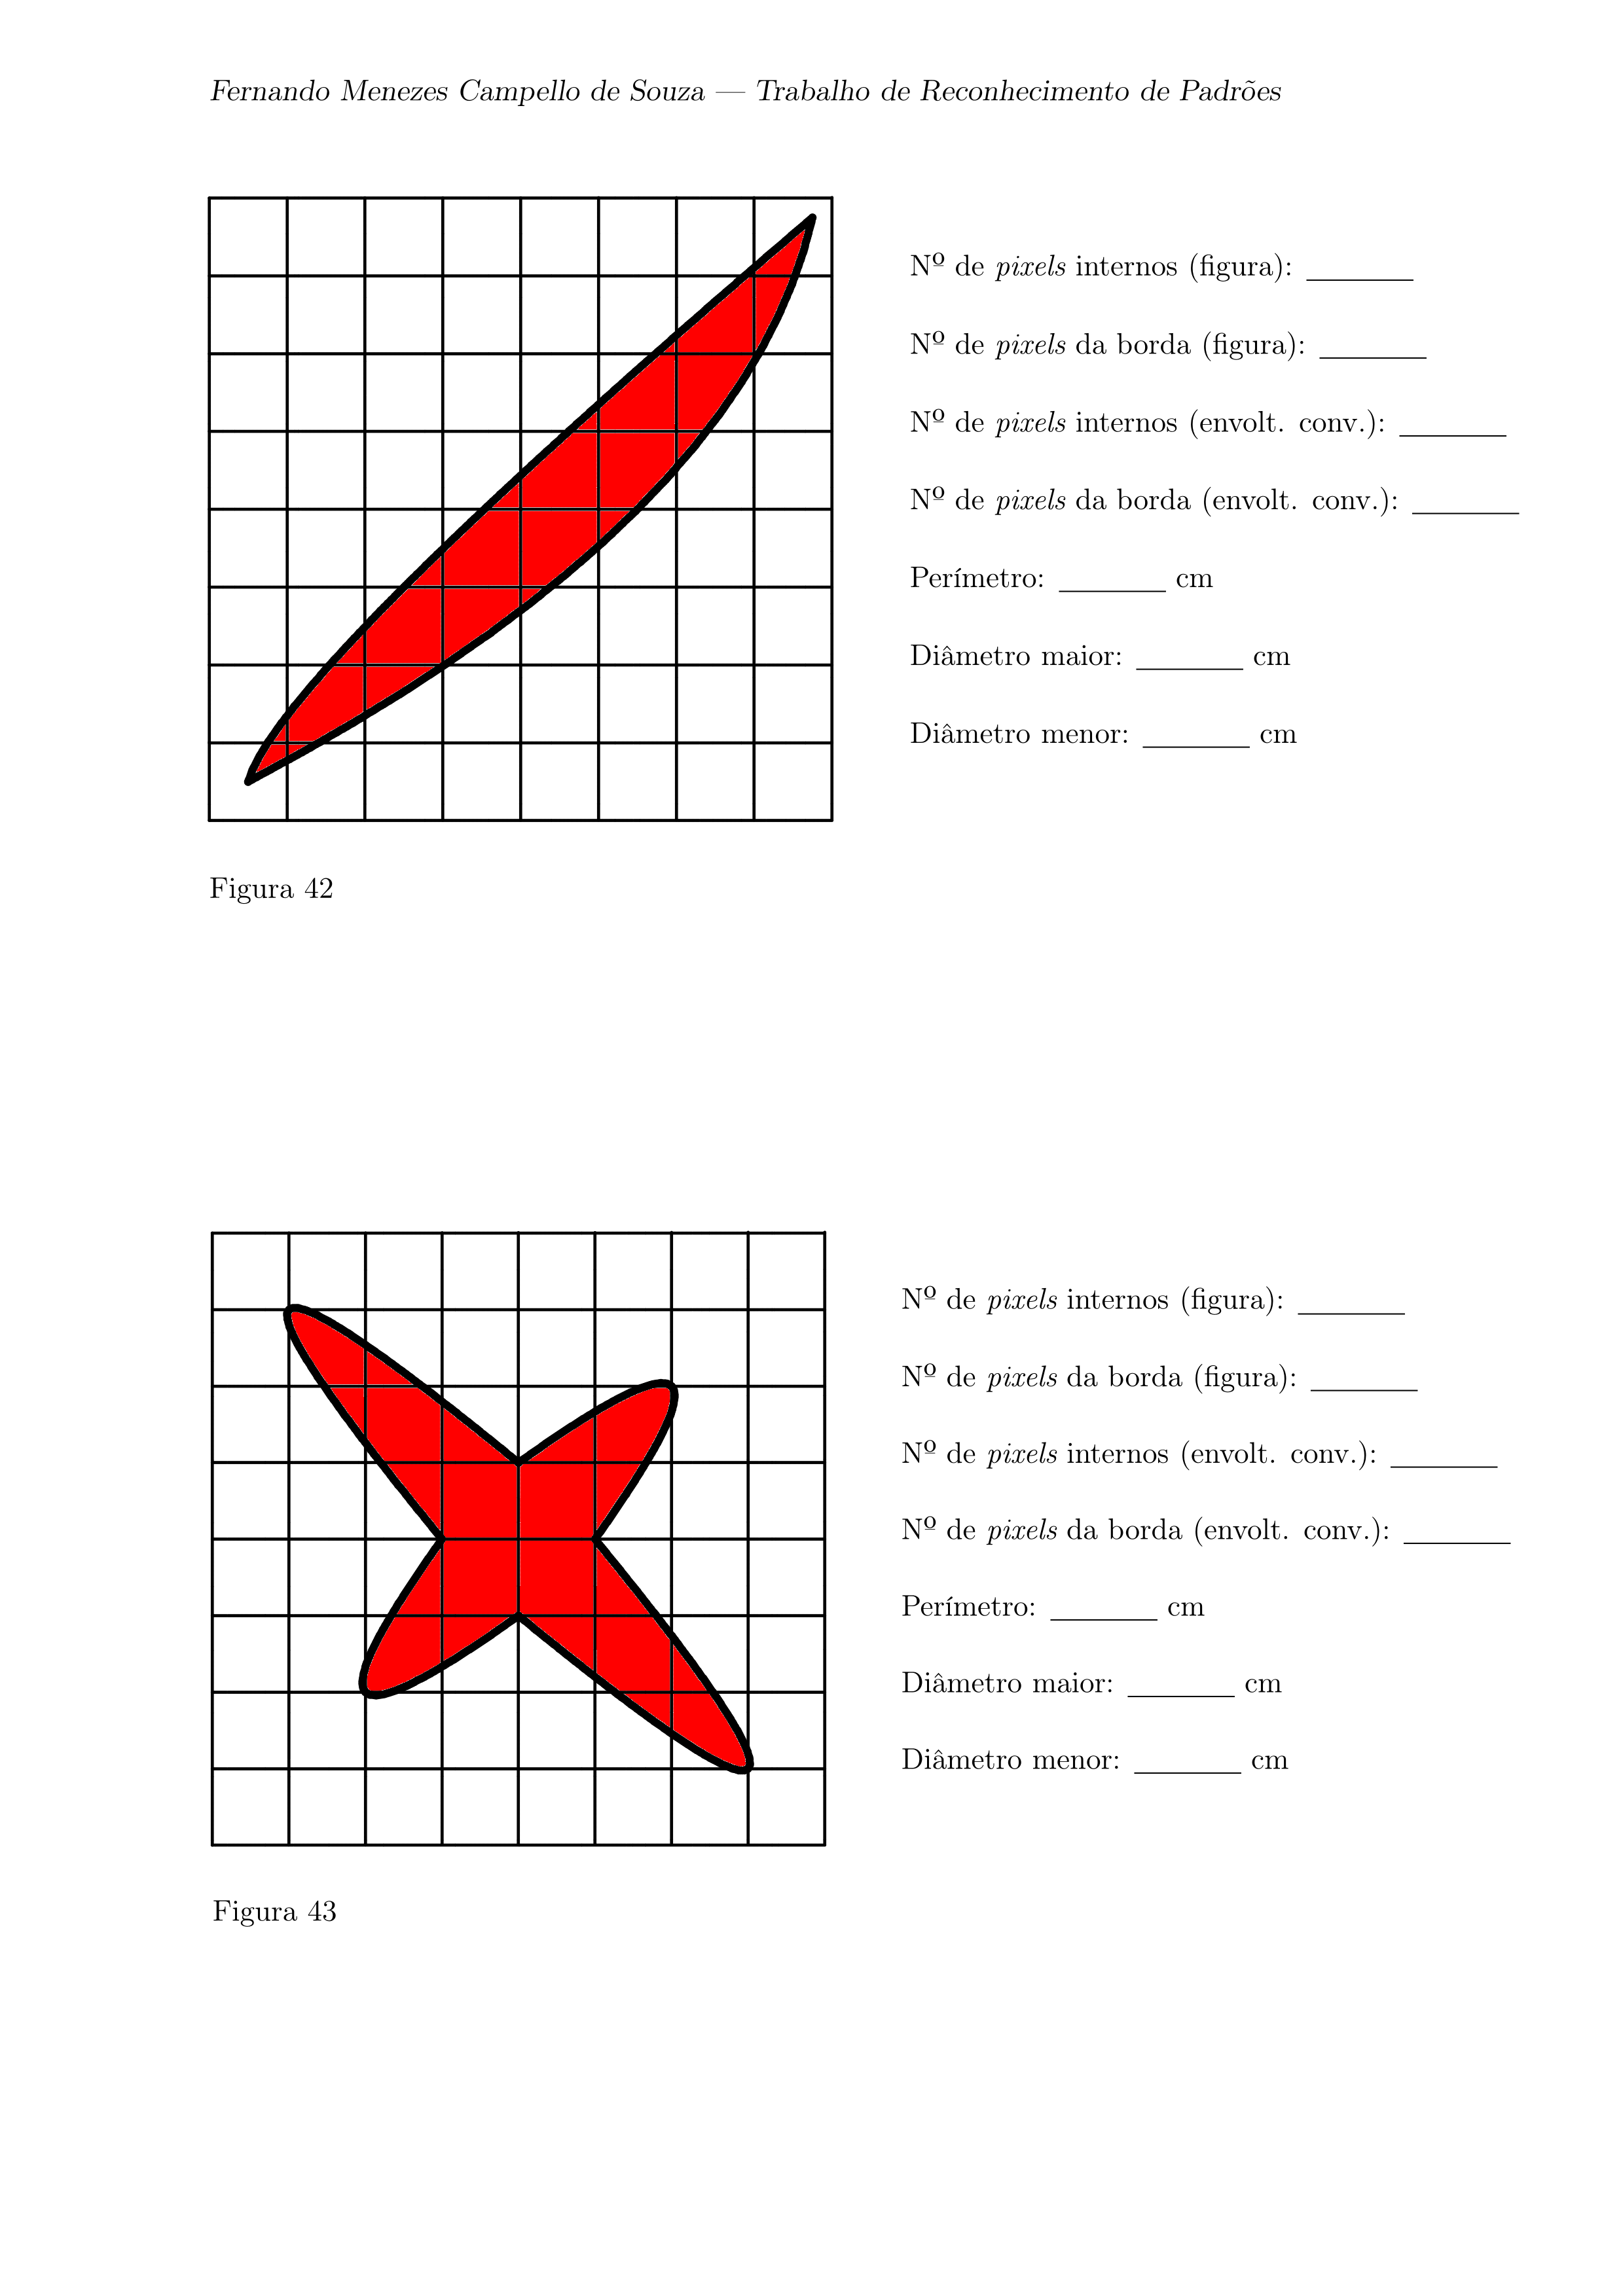 Fernando Menezes Campello de Souza — Trabalho de Reconhecimento de Padrões
Nº de pixels internos (figura): _______
Nº de pixels da borda (figura): _______
Nº de pixels internos (envolt. conv.): _______
Nº de pixels da borda (envolt. conv.): _______
Perímetro: _______ cm
Diâmetro maior: _______ cm
Diâmetro menor: _______ cm
Figura 42
Nº de pixels internos (figura): _______
Nº de pixels da borda (figura): _______
Nº de pixels internos (envolt. conv.): _______
Nº de pixels da borda (envolt. conv.): _______
Perímetro: _______ cm
Diâmetro maior: _______ cm
Diâmetro menor: _______ cm
Figura 43